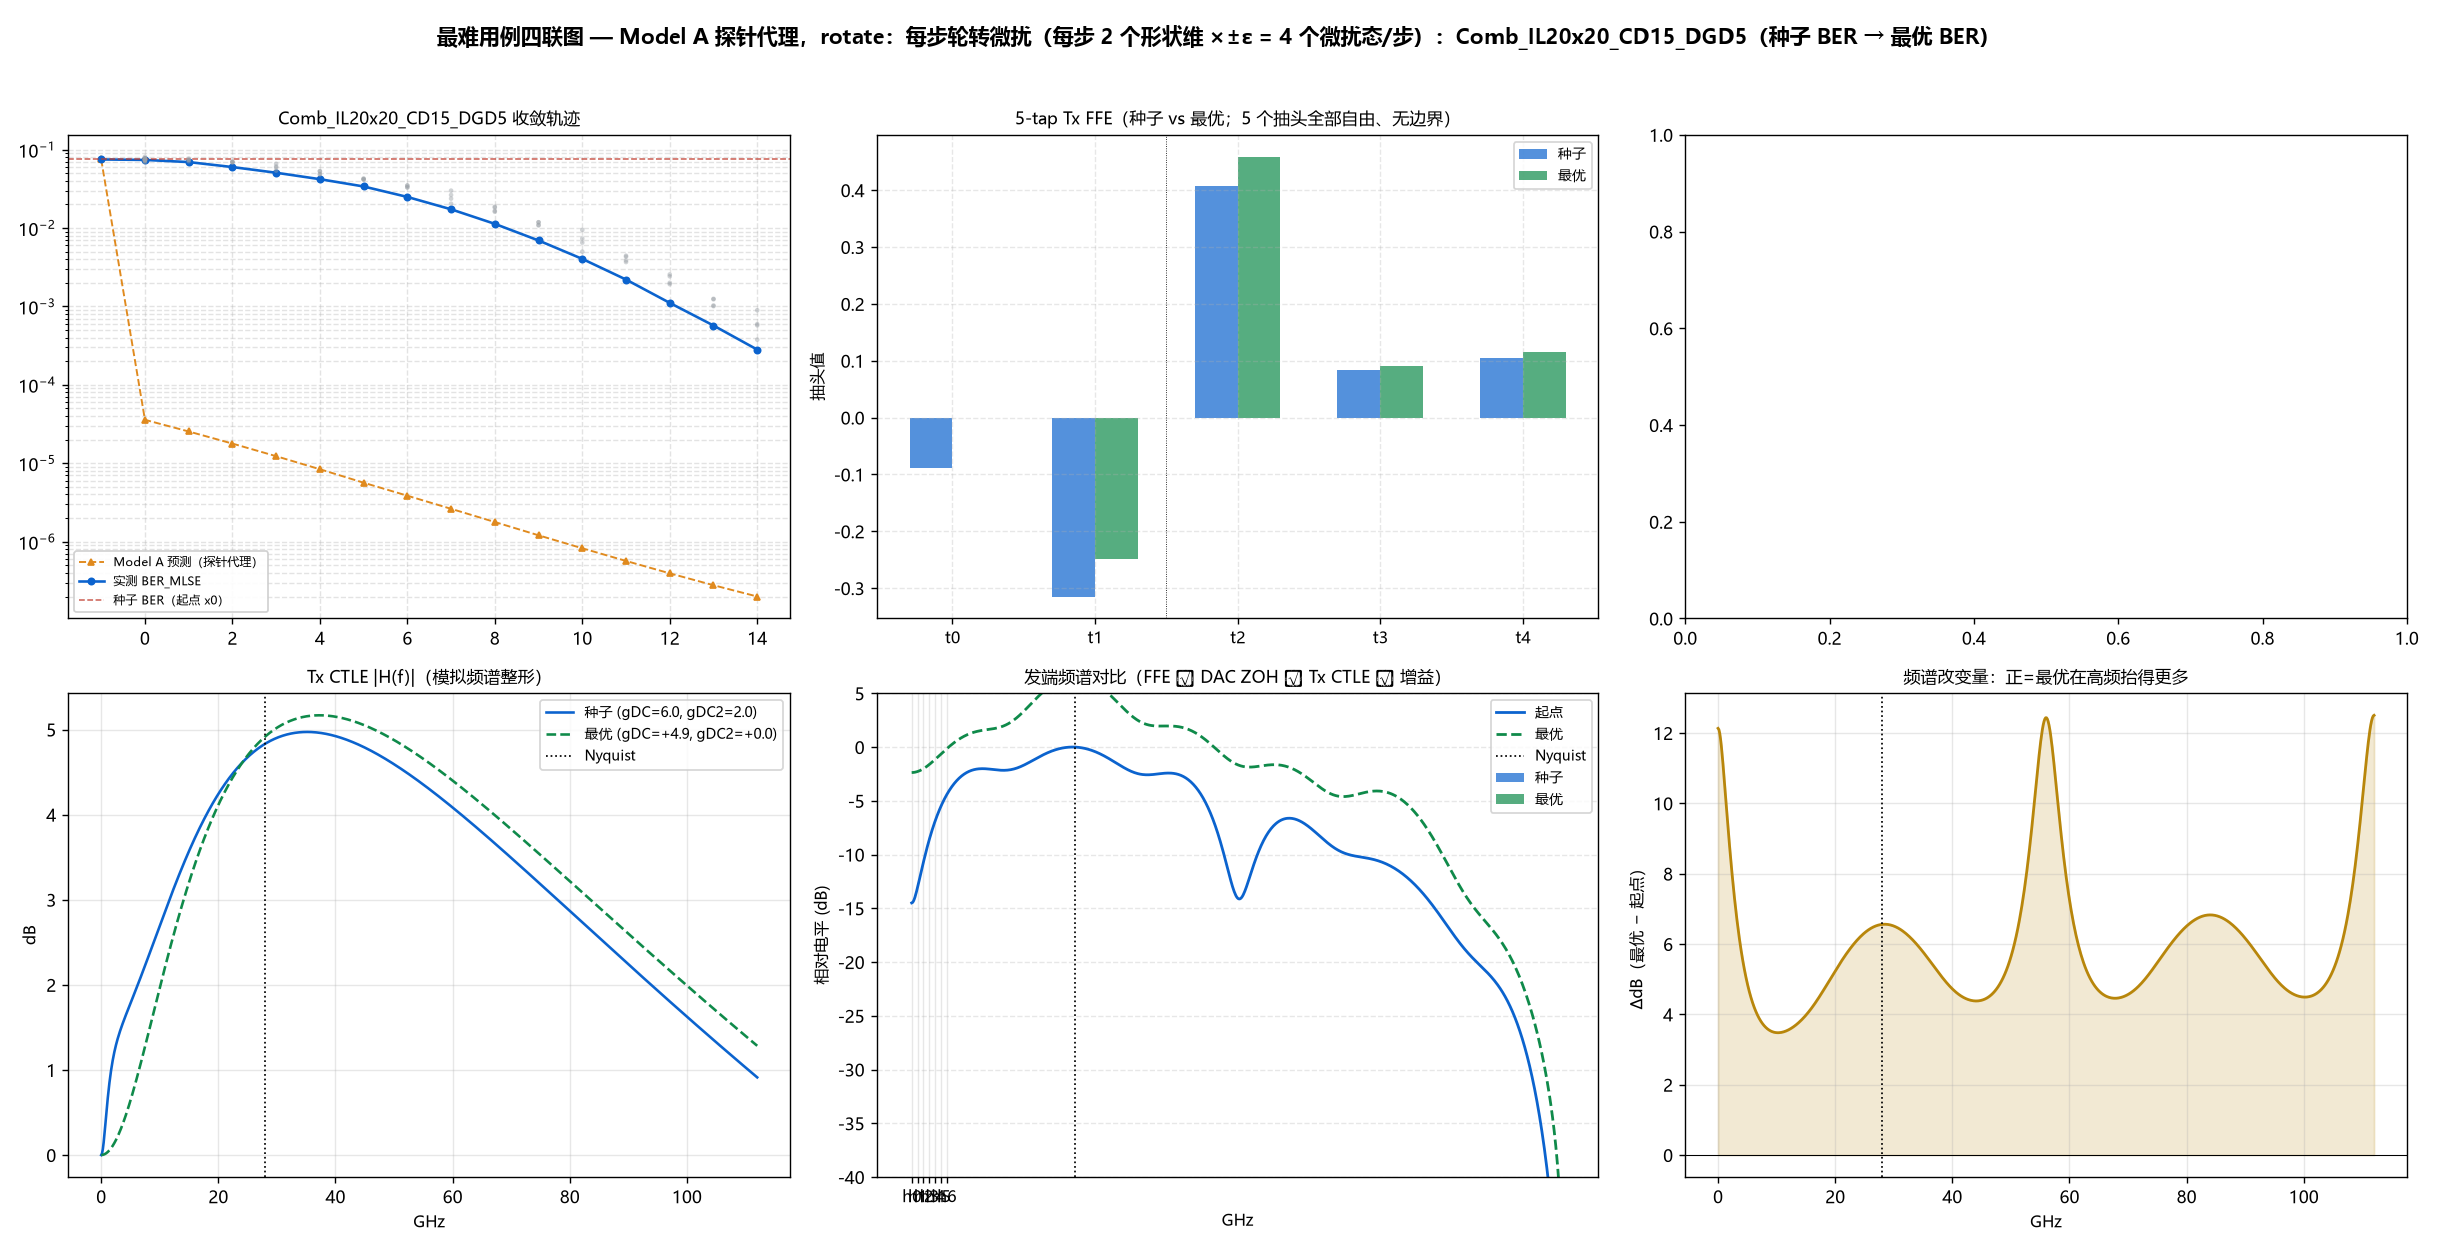 最难用例四联图 — Model A 探针代理，rotate：每步轮转微扰（每步 2 个形状维 ×±ε = 4 个微扰态/步）：Comb_IL20x20_CD15_DGD5（种子 BER → 最优 BER）
Comb_IL20x20_CD15_DGD5 收敛轨迹
10⁻¹
10⁻²
10⁻³
10⁻⁴
10⁻⁵
10⁻⁶
Model A 预测（探针代理）
实测 BER_MLSE
种子 BER（起点 x0）
0 2 4 6 8 10 12 14
5-tap Tx FFE（种子 vs 最优；5 个抽头全部自由、无边界）
种子
最优
抽头值
0.4
0.3
0.2
0.1
0.0
-0.1
-0.2
-0.3
t0 t1 t2 t3 t4
1.0
0.8
0.6
0.4
0.2
0.0
0.0 0.2 0.4 0.6 0.8 1.0
Tx CTLE |H(f)|（模拟频谱整形）
种子 (gDC=6.0, gDC2=2.0)
最优 (gDC=+4.9, gDC2=+0.0)
Nyquist
dB
5
4
3
2
1
0
0 20 40 60 80 100
GHz
发端频谱对比（FFE DAC ZOH Tx CTLE 增益）
起点
最优
Nyquist
种子
最优
相对电平 (dB)
5
0
-5
-10
-15
-20
-25
-30
-35
-40
GHz
频谱改变量：正=最优在高频抬得更多
ΔdB（最优 − 起点）
12
10
8
6
4
2
0
0 20 40 60 80 100
GHz